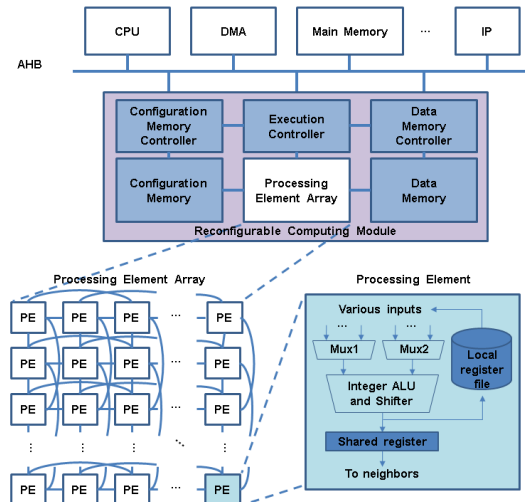 CPU
DMA
Main Memory
...
IP
AHB
Configuration
Memory
Controller
Execution
Controller
Data
Memory
Controller
Configuration
Memory
Processing
Element Array
Data
Memory
Reconfigurable Computing Module
Processing Element Array
PE PE PE ... PE
PE PE PE ... PE
PE PE PE ... PE
PE PE PE ... PE
Processing Element
Various inputs
... ...
Mux1
Mux2
Local
register
file
Integer ALU
and Shifter
Shared register
To neighbors